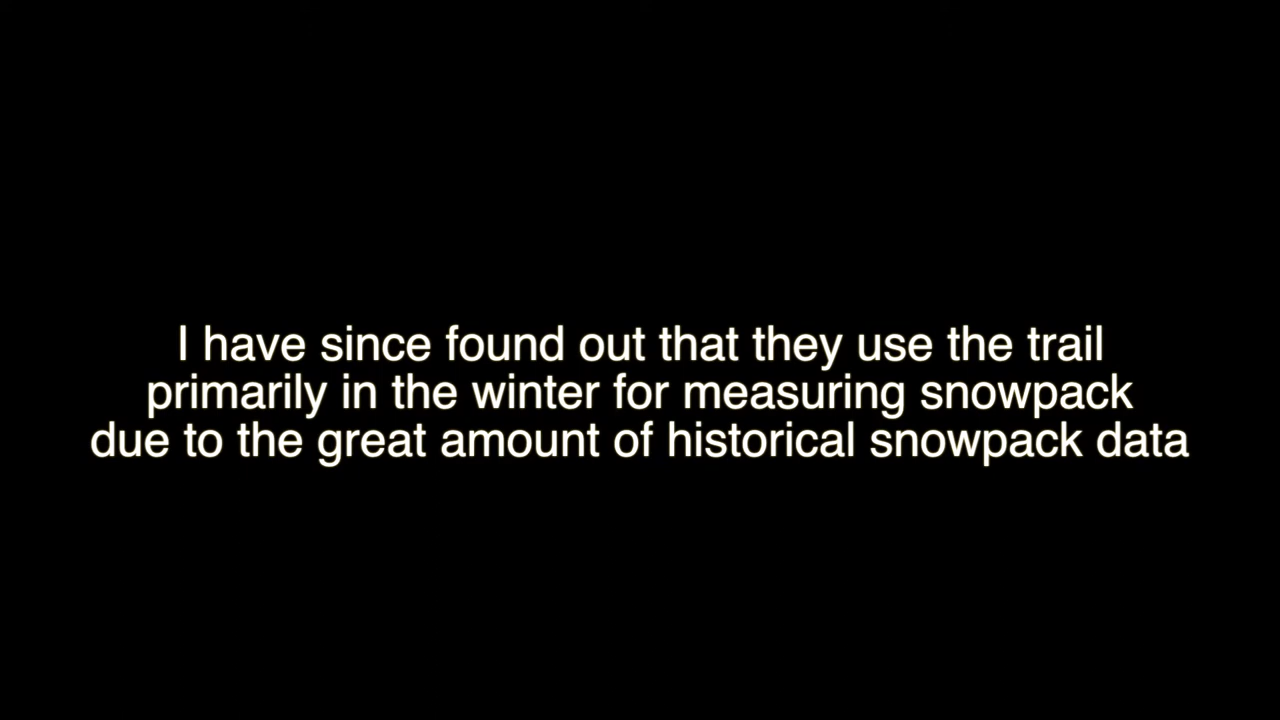 I have since found out that they use the trail
primarily in the winter for measuring snowpack
due to the great amount of historical snowpack data